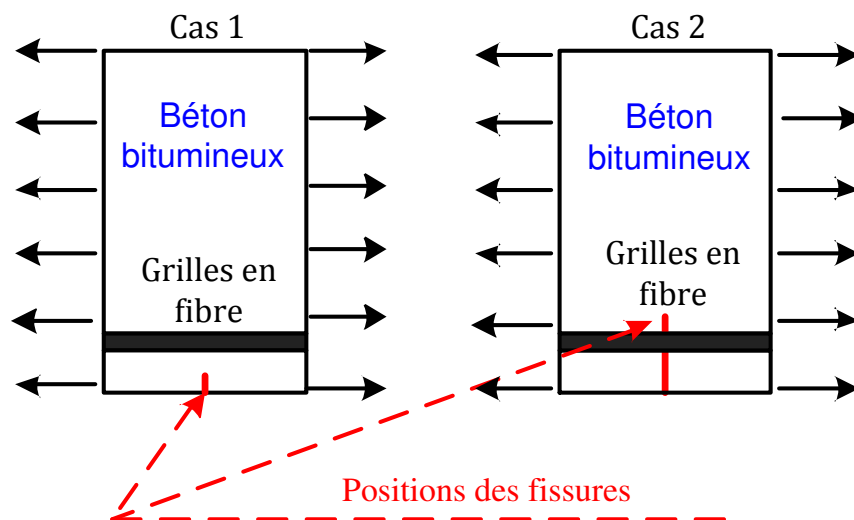 Cas 1
Béton
bitumineux
Grilles en
fibre
Cas 2
Béton
bitumineux
Grilles en
fibre
Positions des fissures